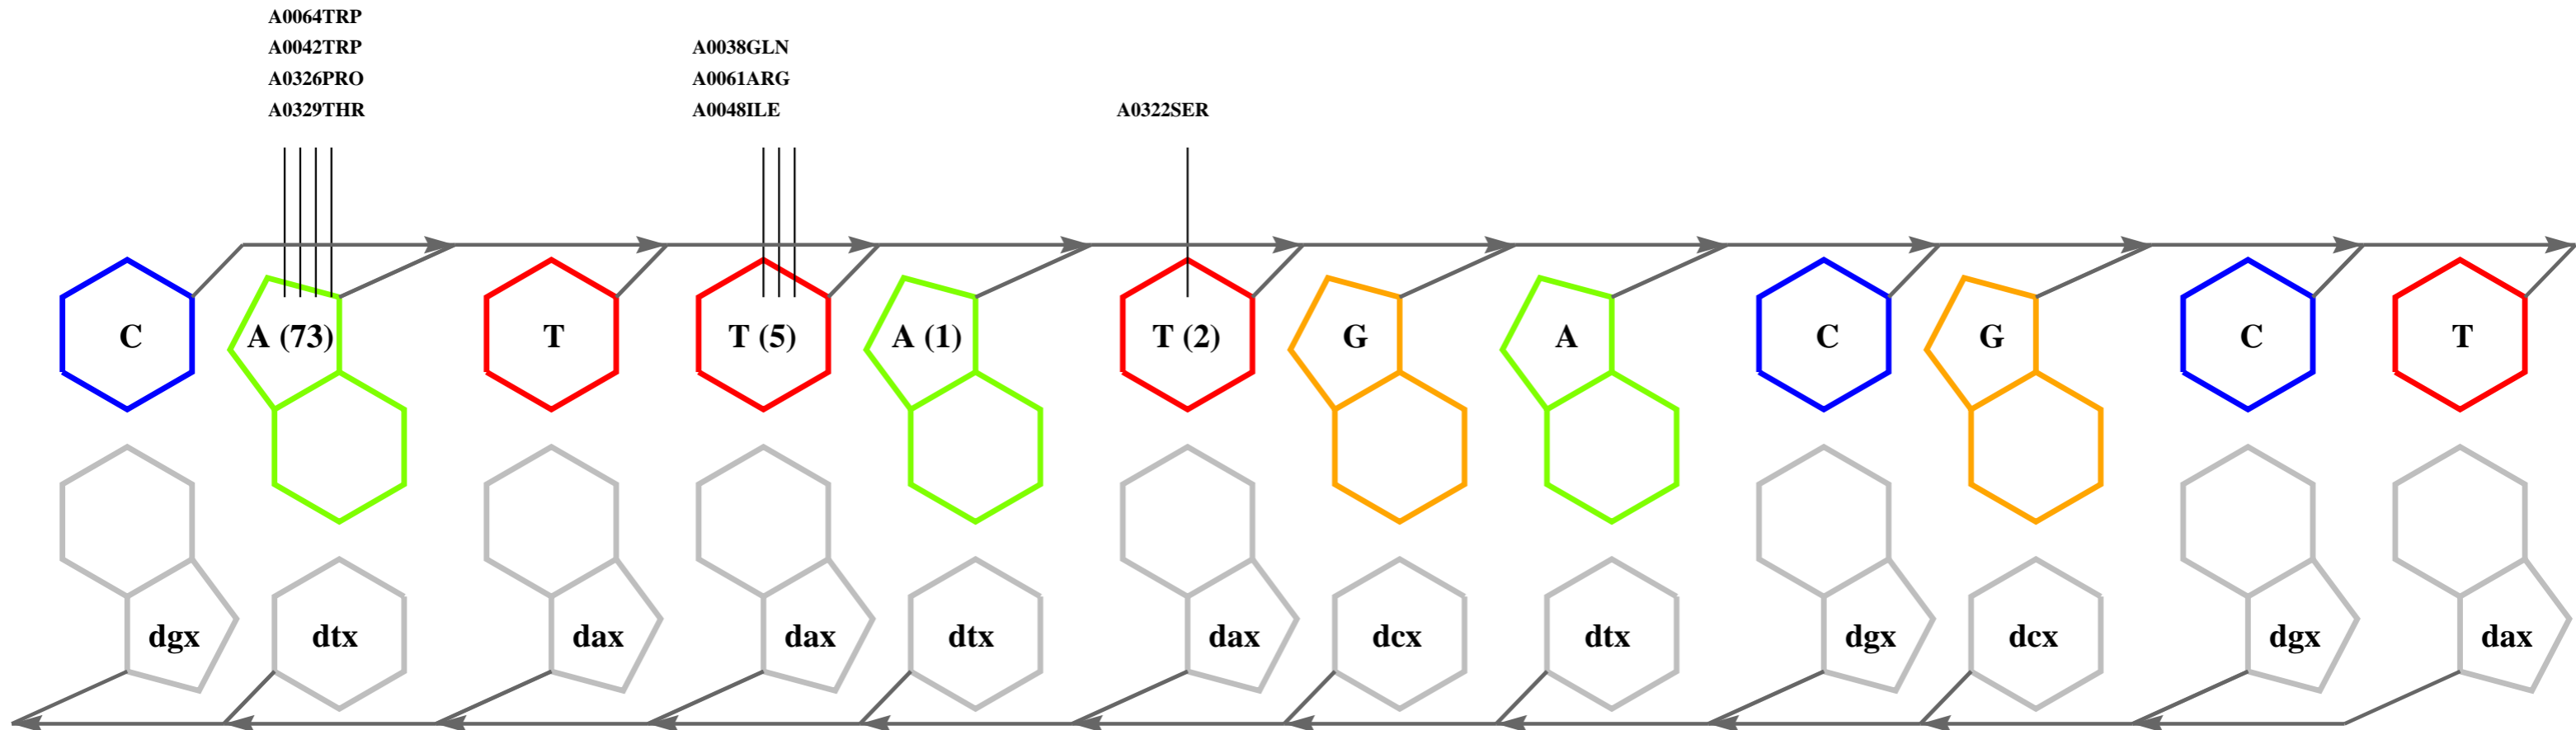 A0064TRP
A0042TRP A0038GLN
A0326PRO A0061ARG
A0329THR A0048ILE A0322SER
C A (73) T T (5) A (1) T (2) G A C G C T
dgx dtx dax dax dtx dax dcx dtx dgx dcx dgx dax